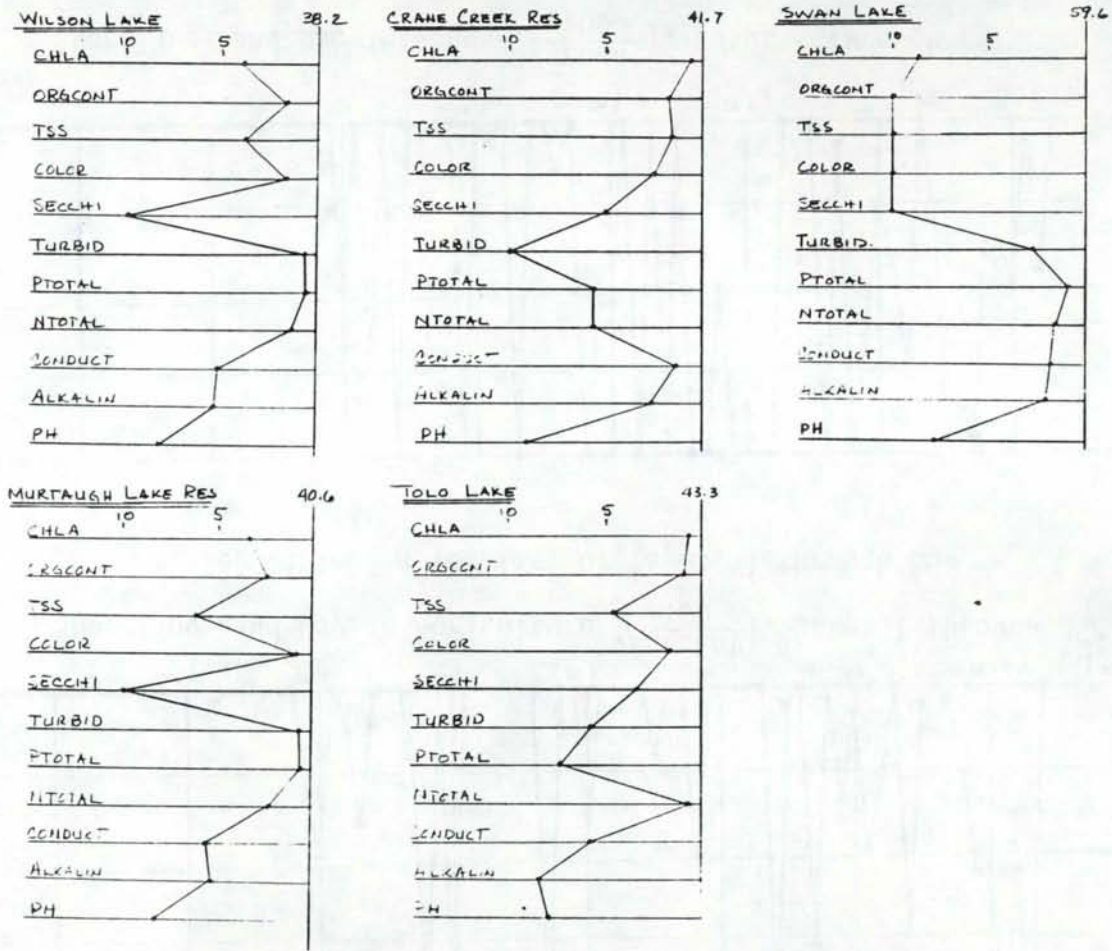 WILSON LAKE 38.2
10 5
CHLA
ORGCONT
TSS
COLOR
SECCHI
TURBID
PTOTAL
NTOTAL
CONDUCT
ALKALIN
PH
CRANE CREEK RES 41.7
10 5
CHLA
ORGCONT
TSS
COLOR
SECCHI
TURBID
PTOTAL
NTOTAL
CONDUCT
ALKALIN
PH
SWAN LAKE 59.6
10 5
CHLA
ORGCONT
TSS
COLOR
SECCHI
TURBID.
PTOTAL
NTOTAL
CONDUCT
ALKALIN
PH
MURTAUGH LAKE RES 40.6
10 5
CHLA
ORGCONT
TSS
COLOR
SECCHI
TURBID
PTOTAL
NTOTAL
CONDUCT
ALKALIN
PH
TOLO LAKE 43.3
10 5
CHLA
ORGCONT
TSS
COLOR
SECCHI
TURBID
PTOTAL
NTOTAL
CONDUCT
ALKALIN
PH